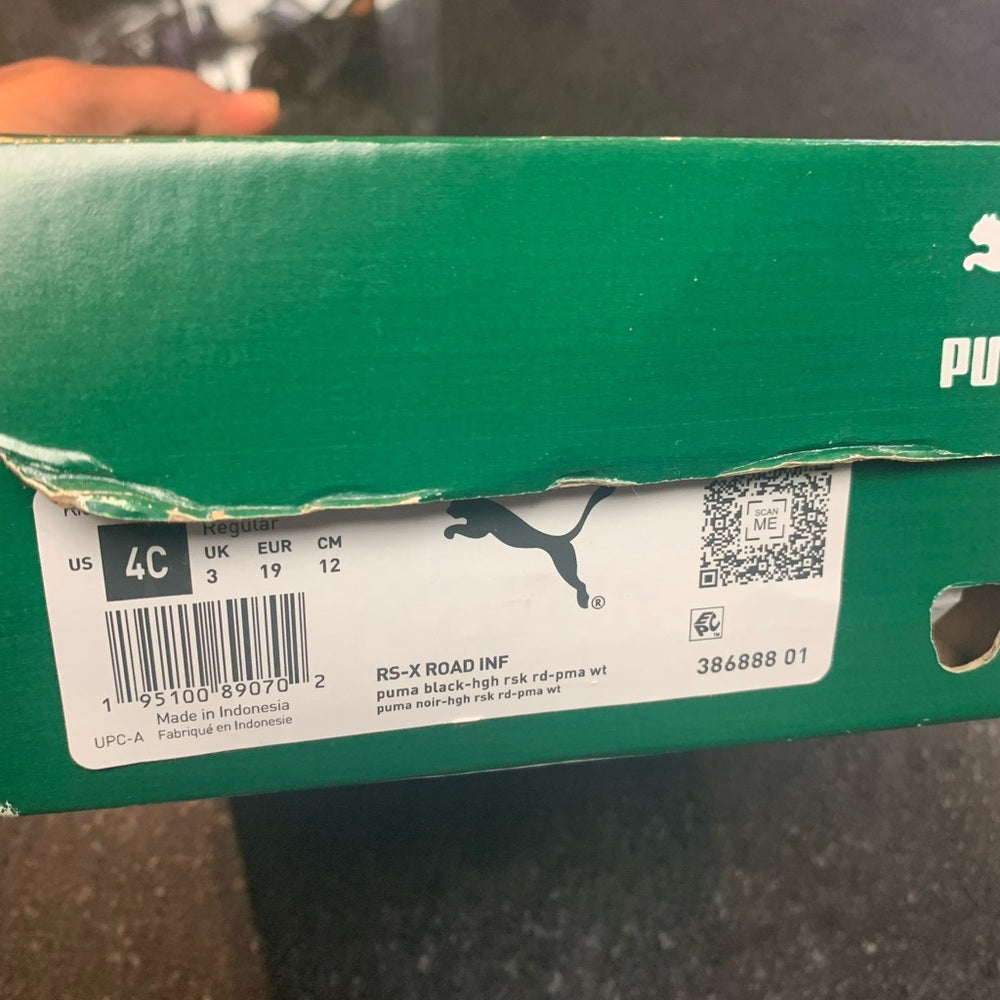 PU
Regular
US 4C UK 3 EUR 19 CM 12
SCAN ME
®
1 95100 89070 2
Made in Indonesia
UPC-A Fabriqué en Indonesie
RS-X ROAD INF
puma black-hgh rsk rd-pma wt
puma noir-hgh rsk rd-pma wt
386888 01